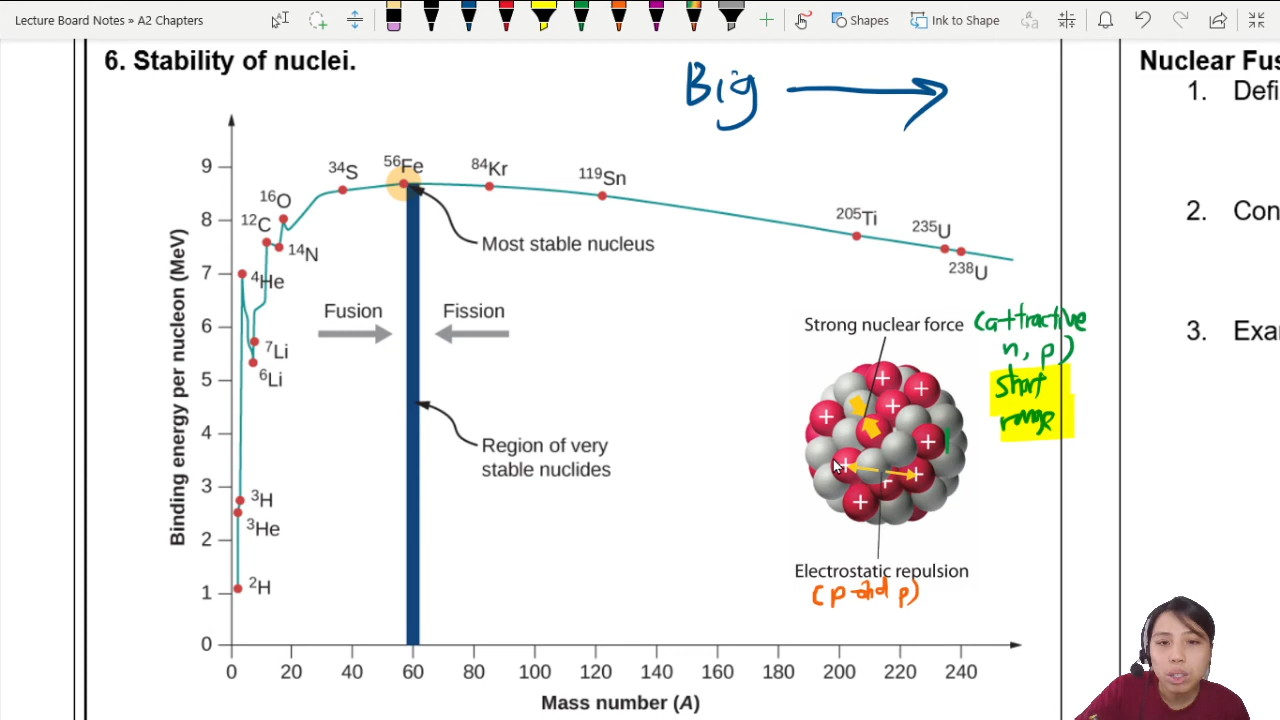 Lecture Board Notes » A2 Chapters
Shapes
Ink to Shape
6. Stability of nuclei.
Big
Nuclear Fus
1. Defi
2. Con
3. Exa
Binding energy per nucleon (MeV)
9
8
7
6
5
4
3
2
1
0
³⁴S
⁵⁶Fe
⁸⁴Kr
¹¹⁹Sn
¹⁶O
¹²C
¹⁴N
²⁰⁵Ti
²³⁵U
²³⁸U
⁴He
⁷Li
⁶Li
³H
³He
²H
Most stable nucleus
Fusion
Fission
Region of very
stable nuclides
Strong nuclear force
(attractive
n, p)
short
range
+
+
+
+
+
+
+
+
Electrostatic repulsion
(p and p)
0 20 40 60 80 100 120 140 160 180 200 220 240
Mass number (A)